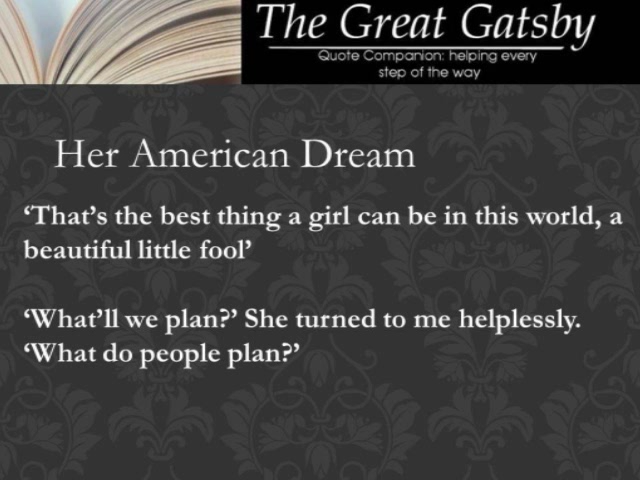 The Great Gatsby
Quote Companion: helping every
step of the way
Her American Dream
‘That’s the best thing a girl can be in this world, a
beautiful little fool’
‘What’ll we plan?’ She turned to me helplessly.
‘What do people plan?’